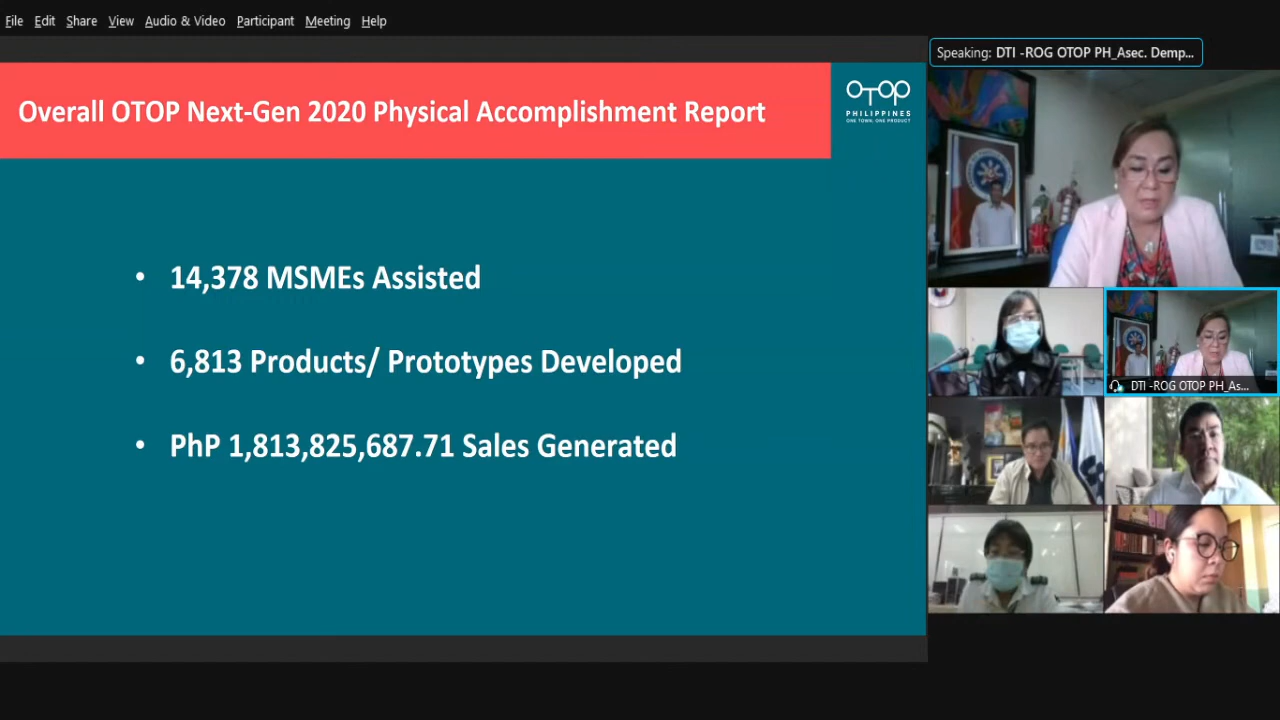 File Edit Share View Audio & Video Participant Meeting Help
Speaking: DTI -ROG OTOP PH_Asec. Demp...
Overall OTOP Next-Gen 2020 Physical Accomplishment Report
OTOP
PHILIPPINES
ONE TOWN, ONE PRODUCT
• 14,378 MSMEs Assisted
• 6,813 Products/ Prototypes Developed
• PhP 1,813,825,687.71 Sales Generated
DTI -ROG OTOP PH_As...